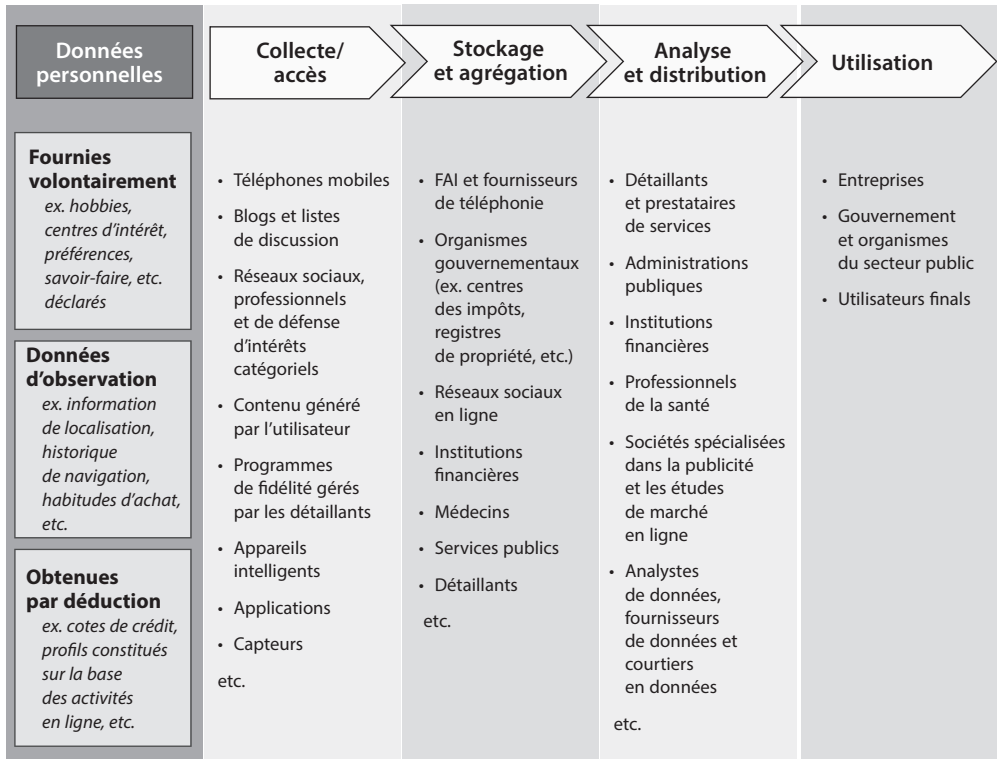 Données
personnelles
Collecte/
accès
Stockage
et agrégation
Analyse
et distribution
Utilisation
Fournies
volontairement
ex. hobbies,
centres d’intérêt,
préférences,
savoir-faire, etc.
déclarés
Données
d’observation
ex. information
de localisation,
historique
de navigation,
habitudes d’achat,
etc.
Obtenues
par déduction
ex. cotes de crédit,
profils constitués
sur la base
des activités
en ligne, etc.
• Téléphones mobiles
• Blogs et listes
de discussion
• Réseaux sociaux,
professionnels
et de défense
d’intérêts
catégoriels
• Contenu généré
par l’utilisateur
• Programmes
de fidélité gérés
par les détaillants
• Appareils
intelligents
• Applications
• Capteurs
etc.
• FAI et fournisseurs
de téléphonie
• Organismes
gouvernementaux
(ex. centres
des impôts,
registres
de propriété, etc.)
• Réseaux sociaux
en ligne
• Institutions
financières
• Médecins
• Services publics
• Détaillants
etc.
• Détaillants
et prestataires
de services
• Administrations
publiques
• Institutions
financières
• Professionnels
de la santé
• Sociétés spécialisées
dans la publicité
et les études
de marché
en ligne
• Analystes
de données,
fournisseurs
de données et
courtiers
en données
etc.
• Entreprises
• Gouvernement
et organismes
du secteur public
• Utilisateurs finals